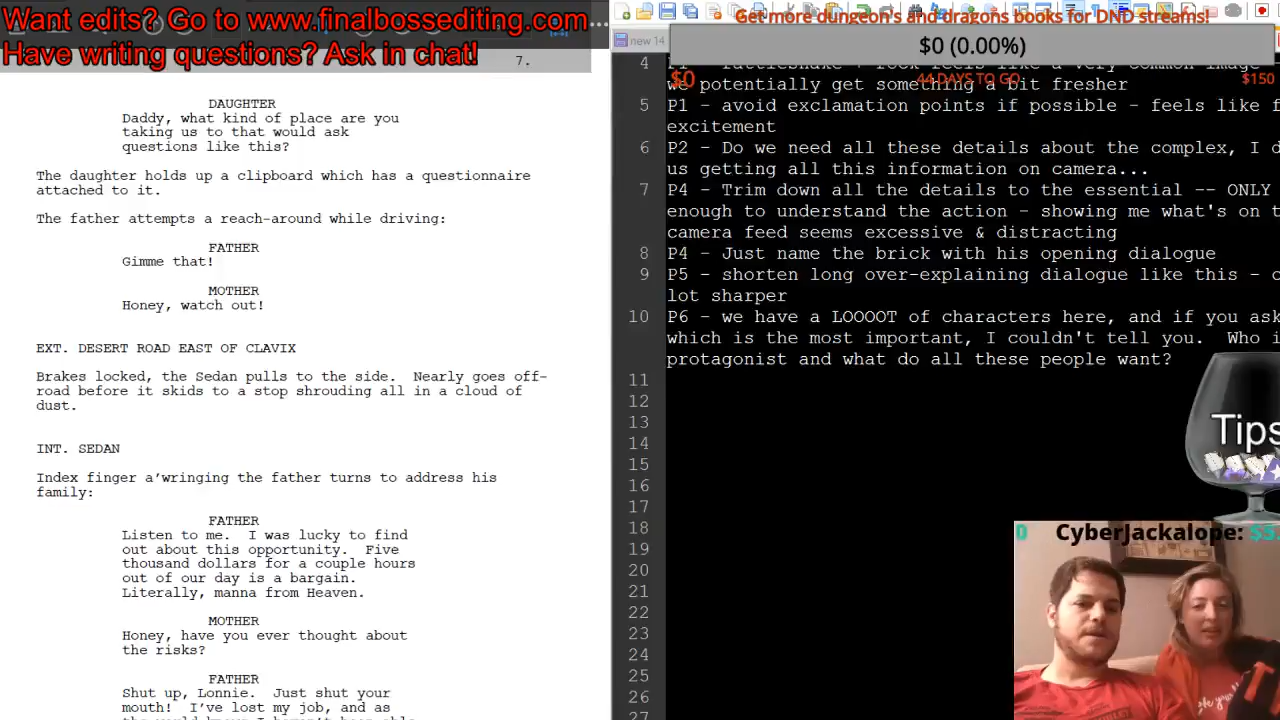 Want edits? Go to www.finalbossediting.com
Have writing questions? Ask in chat!
7.
DAUGHTER
Daddy, what kind of place are you
taking us to that would ask
questions like this?
The daughter holds up a clipboard which has a questionnaire
attached to it.
The father attempts a reach-around while driving:
FATHER
Gimme that!
MOTHER
Honey, watch out!
EXT. DESERT ROAD EAST OF CLAVIX
Brakes locked, the Sedan pulls to the side.  Nearly goes off-
road before it skids to a stop shrouding all in a cloud of
dust.
INT. SEDAN
Index finger a’wringing the father turns to address his
family:
FATHER
Listen to me.  I was lucky to find
out about this opportunity.  Five
thousand dollars for a couple hours
out of our day is a bargain.
Literally, manna from Heaven.
MOTHER
Honey, have you ever thought about
the risks?
FATHER
Shut up, Lonnie.  Just shut your
mouth!  I’ve lost my job, and as
Get more dungeon's and dragons books for DND streams!
new 14
$0 (0.00%)
$0
44 DAYS TO GO
$150
4
we potentially get something a bit fresher
5 P1 - avoid exclamation points if possible - feels like
excitement
6 P2 - Do we need all these details about the complex, I
us getting all this information on camera...
7 P4 - Trim down all the details to the essential -- ONLY
enough to understand the action - showing me what's on
camera feed seems excessive & distracting
8 P4 - Just name the brick with his opening dialogue
9 P5 - shorten long over-explaining dialogue like this -
lot sharper
10 P6 - we have a LOOOOT of characters here, and if you ask
which is the most important, I couldn't tell you.  Who
protagonist and what do all these people want?
11
12
13
14
15
16
17
18
19
20
21
22
23
24
25
26
27
Tips
0 CyberJackalope: $5.